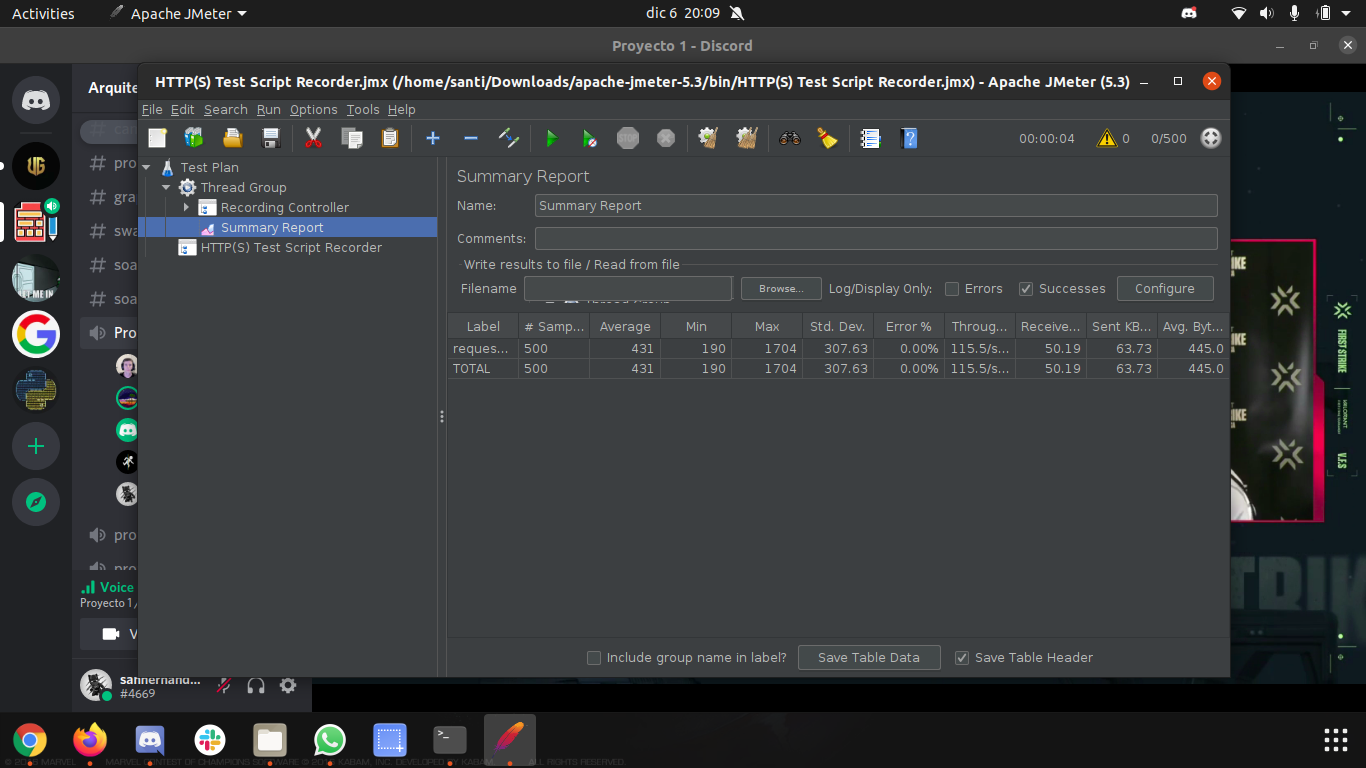 Activities Apache JMeter dic 6 20:09
Proyecto 1 - Discord
HTTP(S) Test Script Recorder.jmx (/home/santi/Downloads/apache-jmeter-5.3/bin/HTTP(S) Test Script Recorder.jmx) - Apache JMeter (5.3)
Arquite
File Edit Search Run Options Tools Help
00:00:04 0 0/500
pro
gra
swa
soa
soa
Pro
pro
Test Plan
Thread Group
Recording Controller
Summary Report
HTTP(S) Test Script Recorder
Summary Report
Name: Summary Report
Comments:
Write results to file / Read from file
Filename Browse... Log/Display Only: Errors Successes Configure
Label # Samp... Average Min Max Std. Dev. Error % Throug... Receive... Sent KB... Avg. Byt...
reques... 500 431 190 1704 307.63 0.00% 115.5/s... 50.19 63.73 445.0
TOTAL 500 431 190 1704 307.63 0.00% 115.5/s... 50.19 63.73 445.0
Include group name in label? Save Table Data Save Table Header
Voice
Proyecto 1
V
#4669
FIRST STRIKE
VALORANT
V.F.S
STRIKE